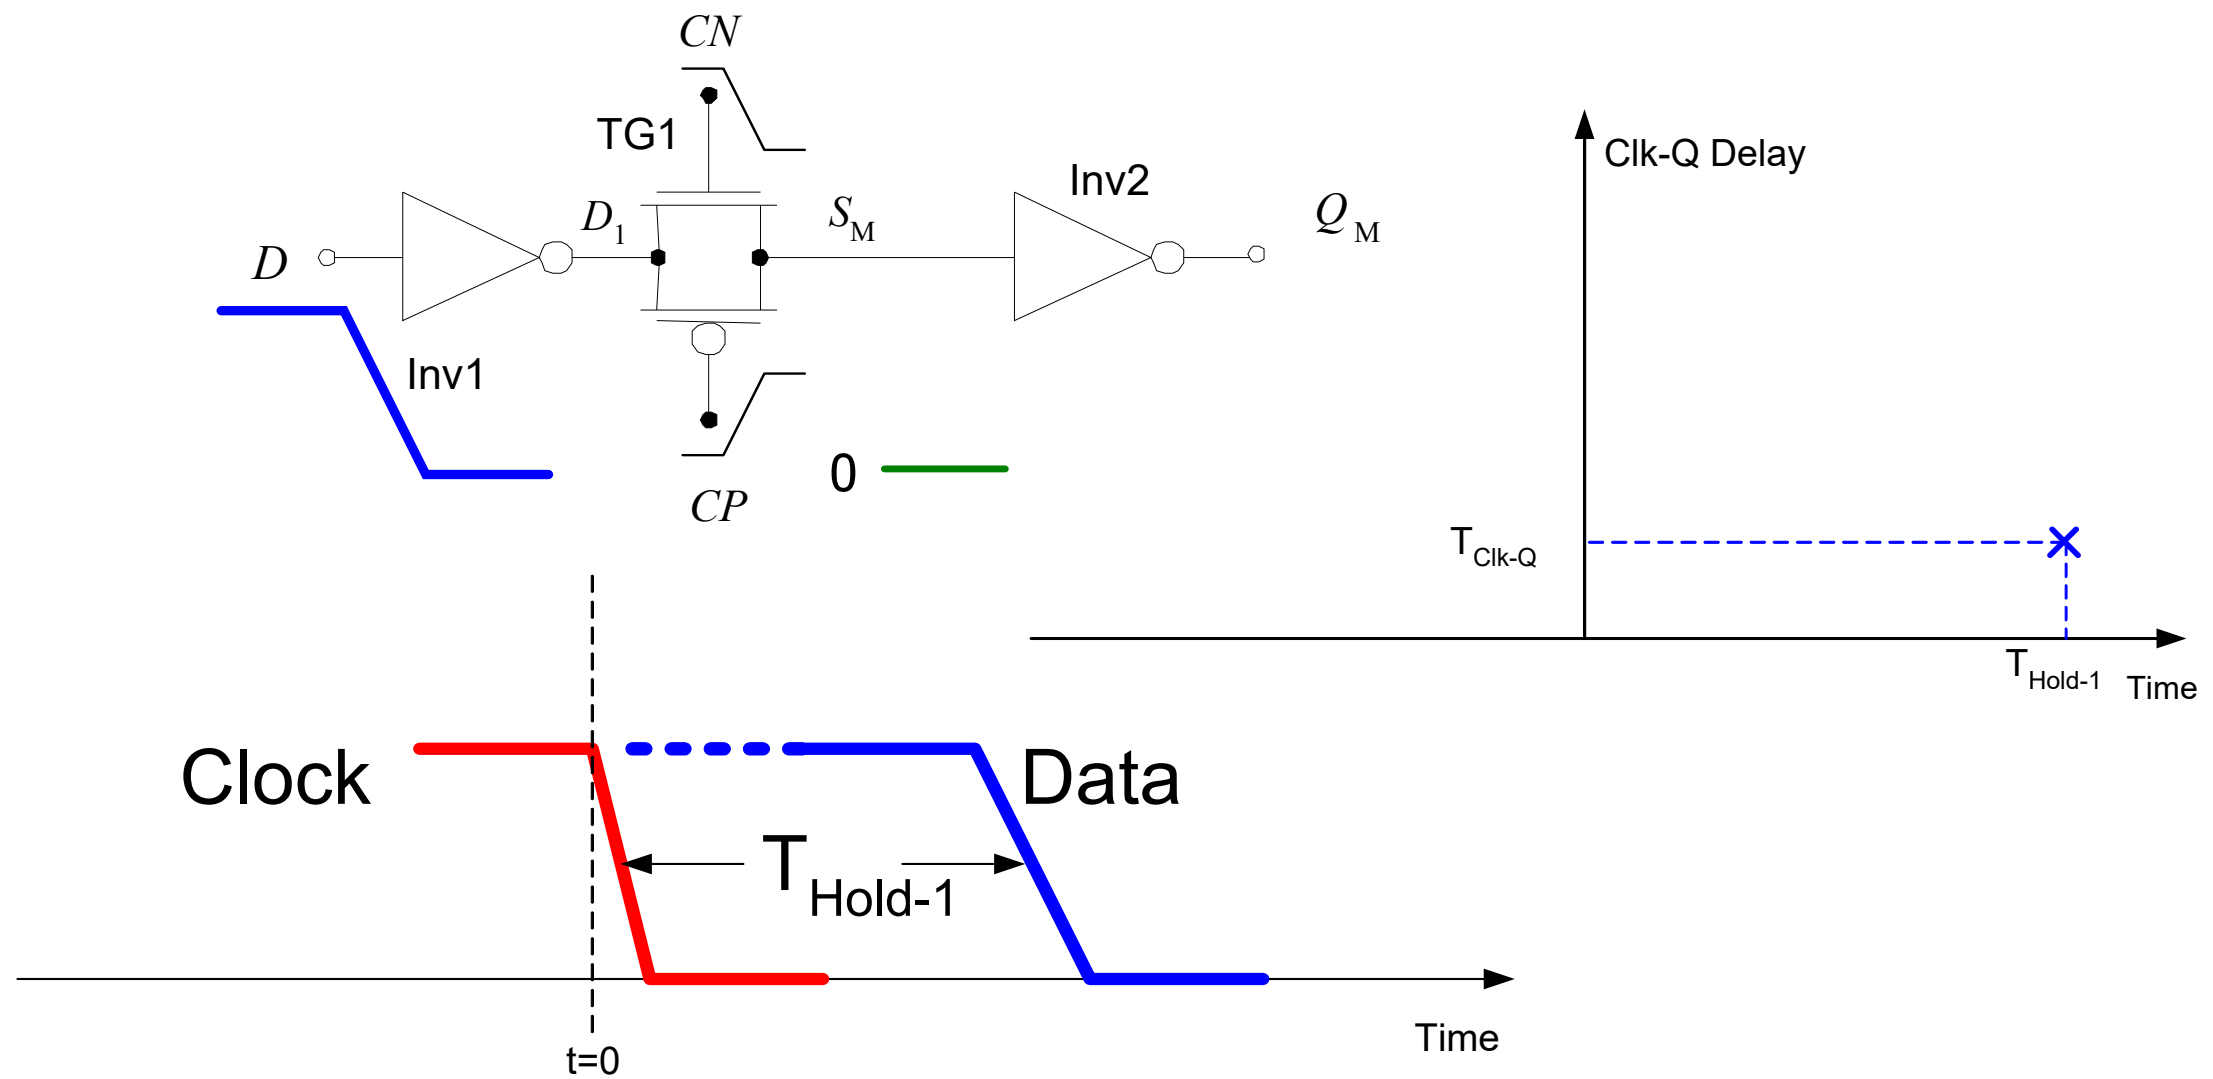 CN
TG1
Clk-Q Delay
Inv2
D
D1
SM
QM
Inv1
0
CP
TClk-Q
THold-1
Time
Clock
Data
THold-1
Time
t=0